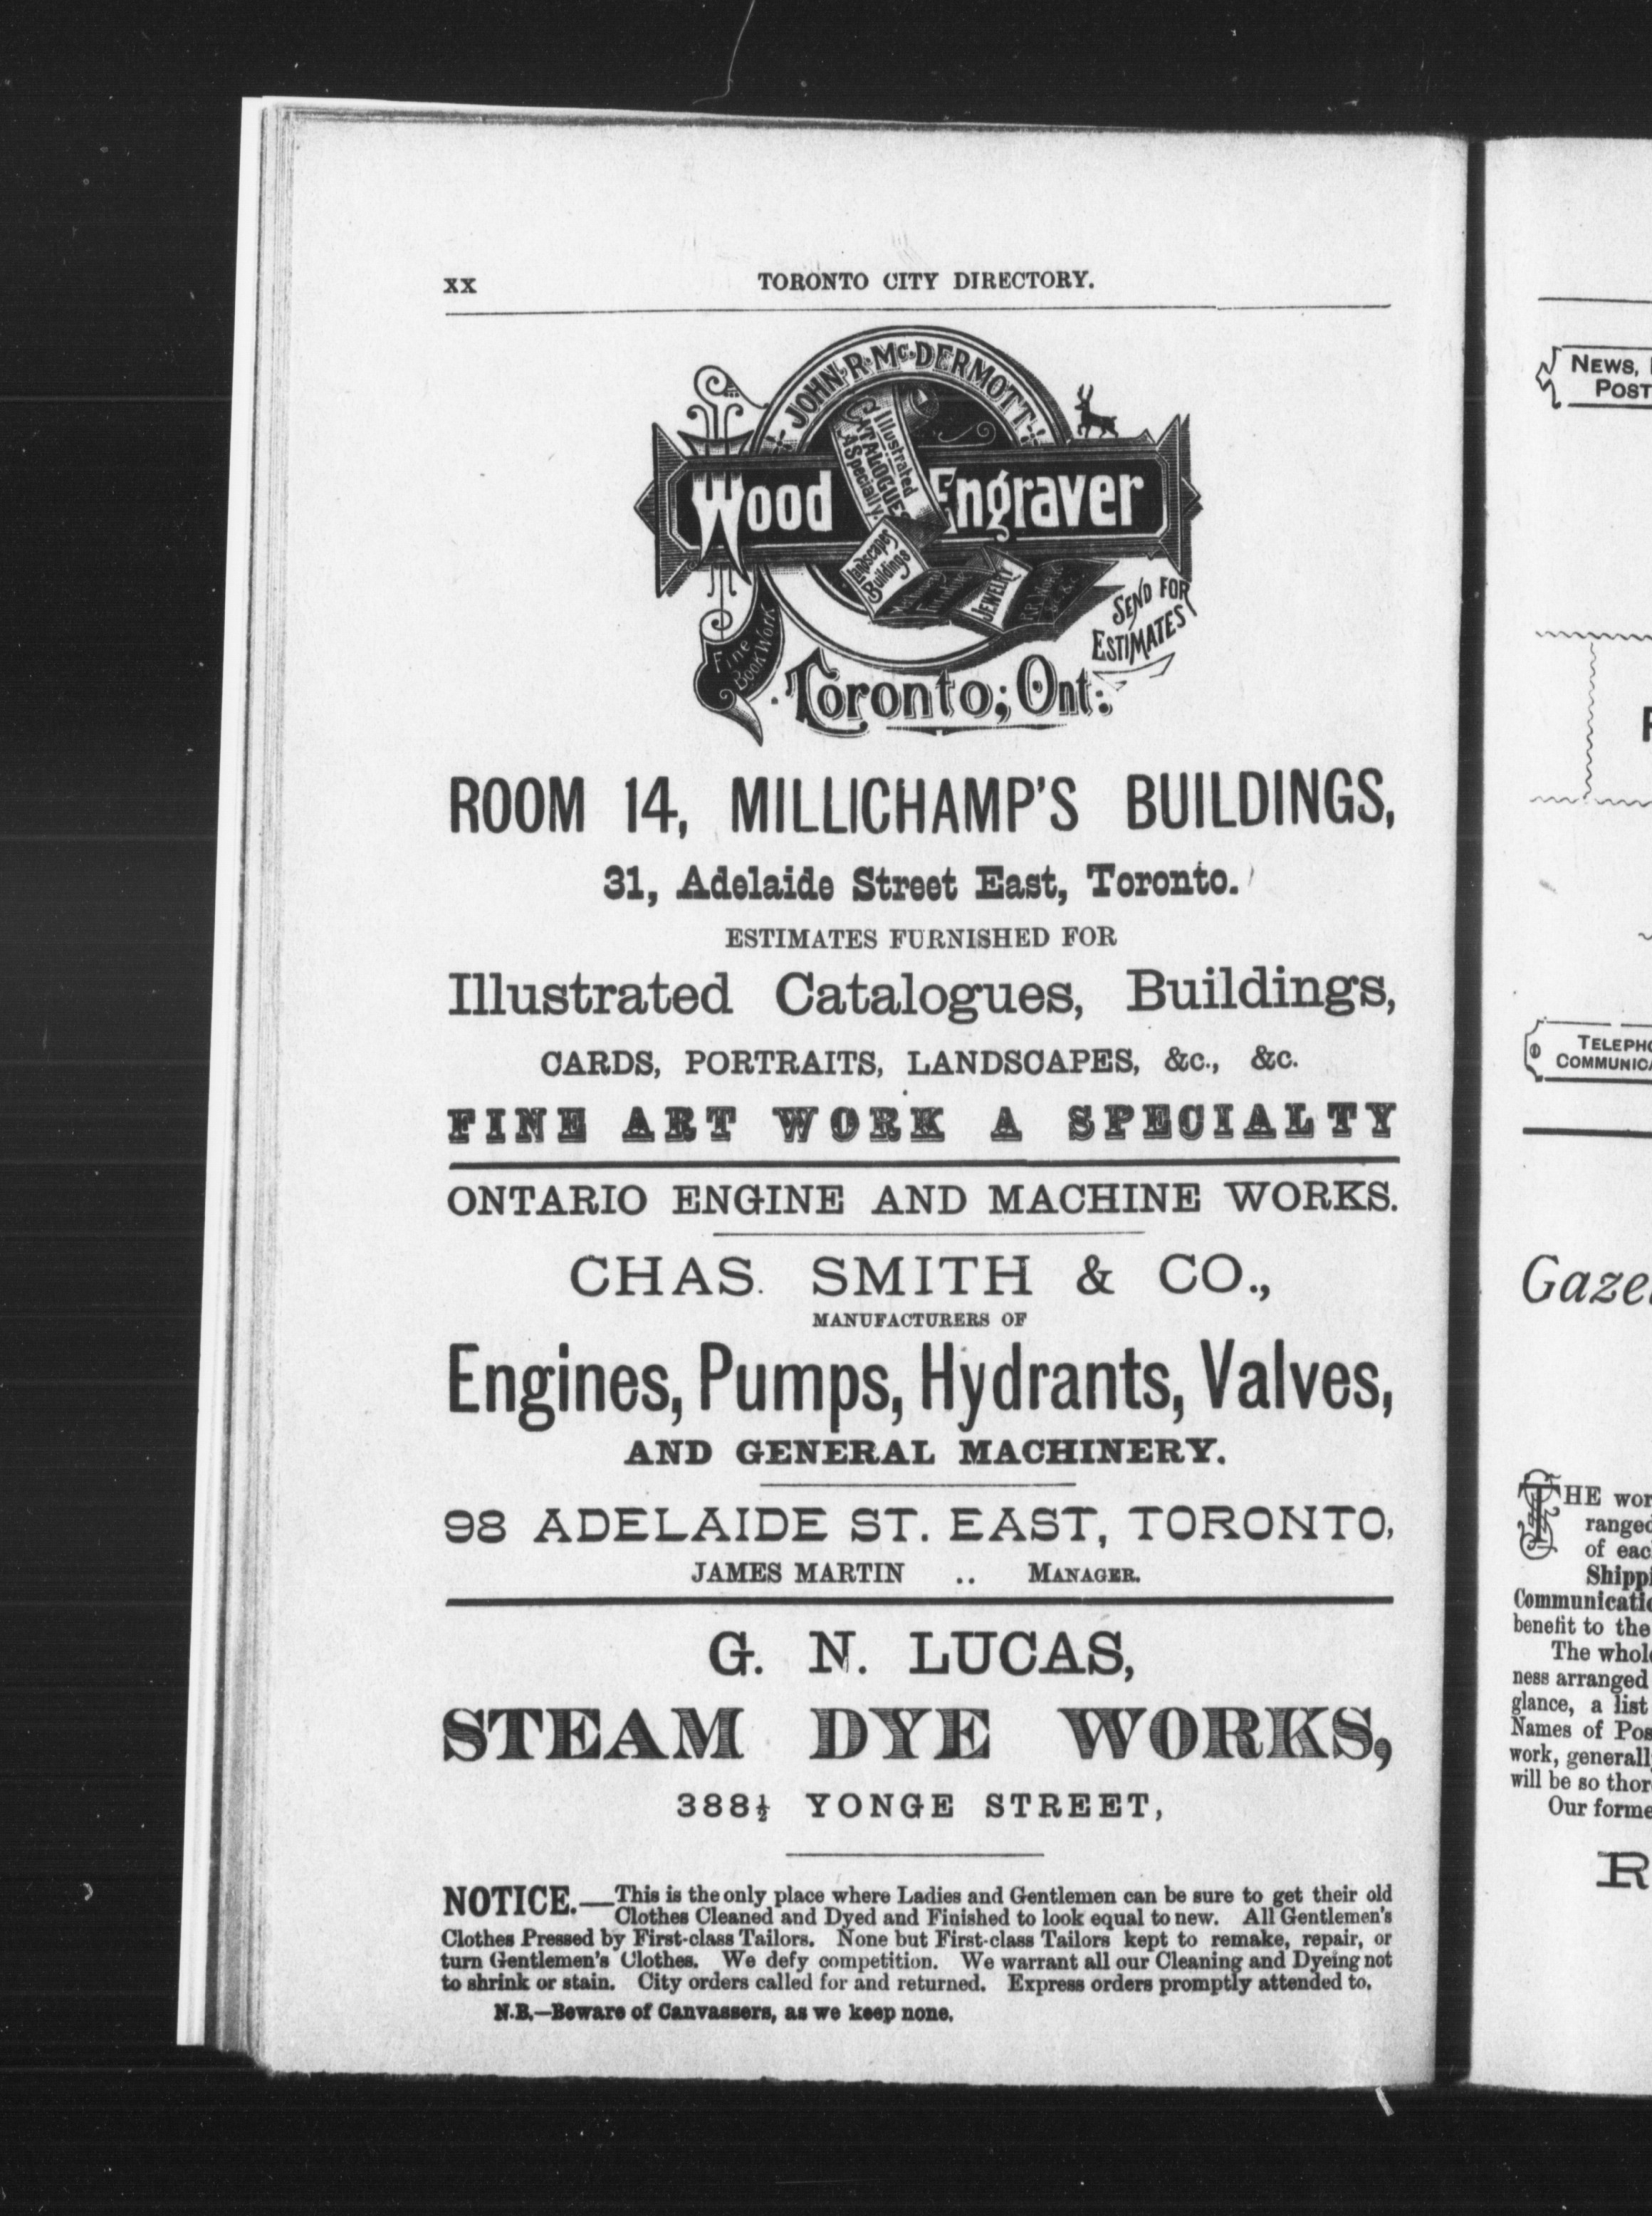 xx TORONTO CITY DIRECTORY.
JOHN R. McDERMOTT
Illustrated
CATALOGUES
A Specialty.
Wood Engraver
Landscapes
Buildings
JEWELRY
Fine
Book Work
SEND FOR
ESTIMATES
Toronto; Ont:
ROOM 14, MILLICHAMP'S BUILDINGS,
31, Adelaide Street East, Toronto.
ESTIMATES FURNISHED FOR
Illustrated Catalogues, Buildings,
CARDS, PORTRAITS, LANDSCAPES, &c., &c.
FINE ART WORK A SPECIALTY
ONTARIO ENGINE AND MACHINE WORKS.
CHAS. SMITH & CO.,
MANUFACTURERS OF
Engines, Pumps, Hydrants, Valves,
AND GENERAL MACHINERY.
98 ADELAIDE ST. EAST, TORONTO,
JAMES MARTIN .. MANAGER.
G. N. LUCAS,
STEAM DYE WORKS,
388½ YONGE STREET,
NOTICE.—This is the only place where Ladies and Gentlemen can be sure to get their old
Clothes Cleaned and Dyed and Finished to look equal to new. All Gentlemen's
Clothes Pressed by First-class Tailors. None but First-class Tailors kept to remake, repair, or
turn Gentlemen's Clothes. We defy competition. We warrant all our Cleaning and Dyeing not
to shrink or stain. City orders called for and returned. Express orders promptly attended to.
N.B.—Beware of Canvassers, as we keep none.
NEWS,
POST
TELEPHO
COMMUNICA
Gaze
THE wor
ranged
of eac
Shippi
Communicatio
benefit to the
The whole
ness arranged
glance, a list
Names of Pos
work, generall
will be so thor
Our forme
R